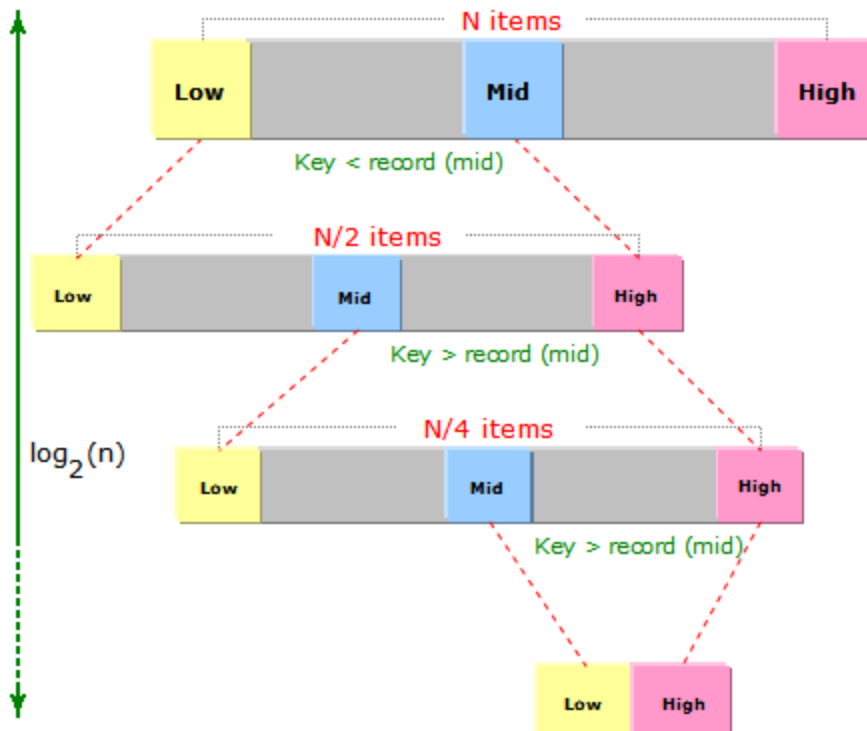 N items
Low Mid High
Key < record (mid)
N/2 items
Low Mid High
Key > record (mid)
N/4 items
log2(n)
Low Mid High
Key > record (mid)
Low High